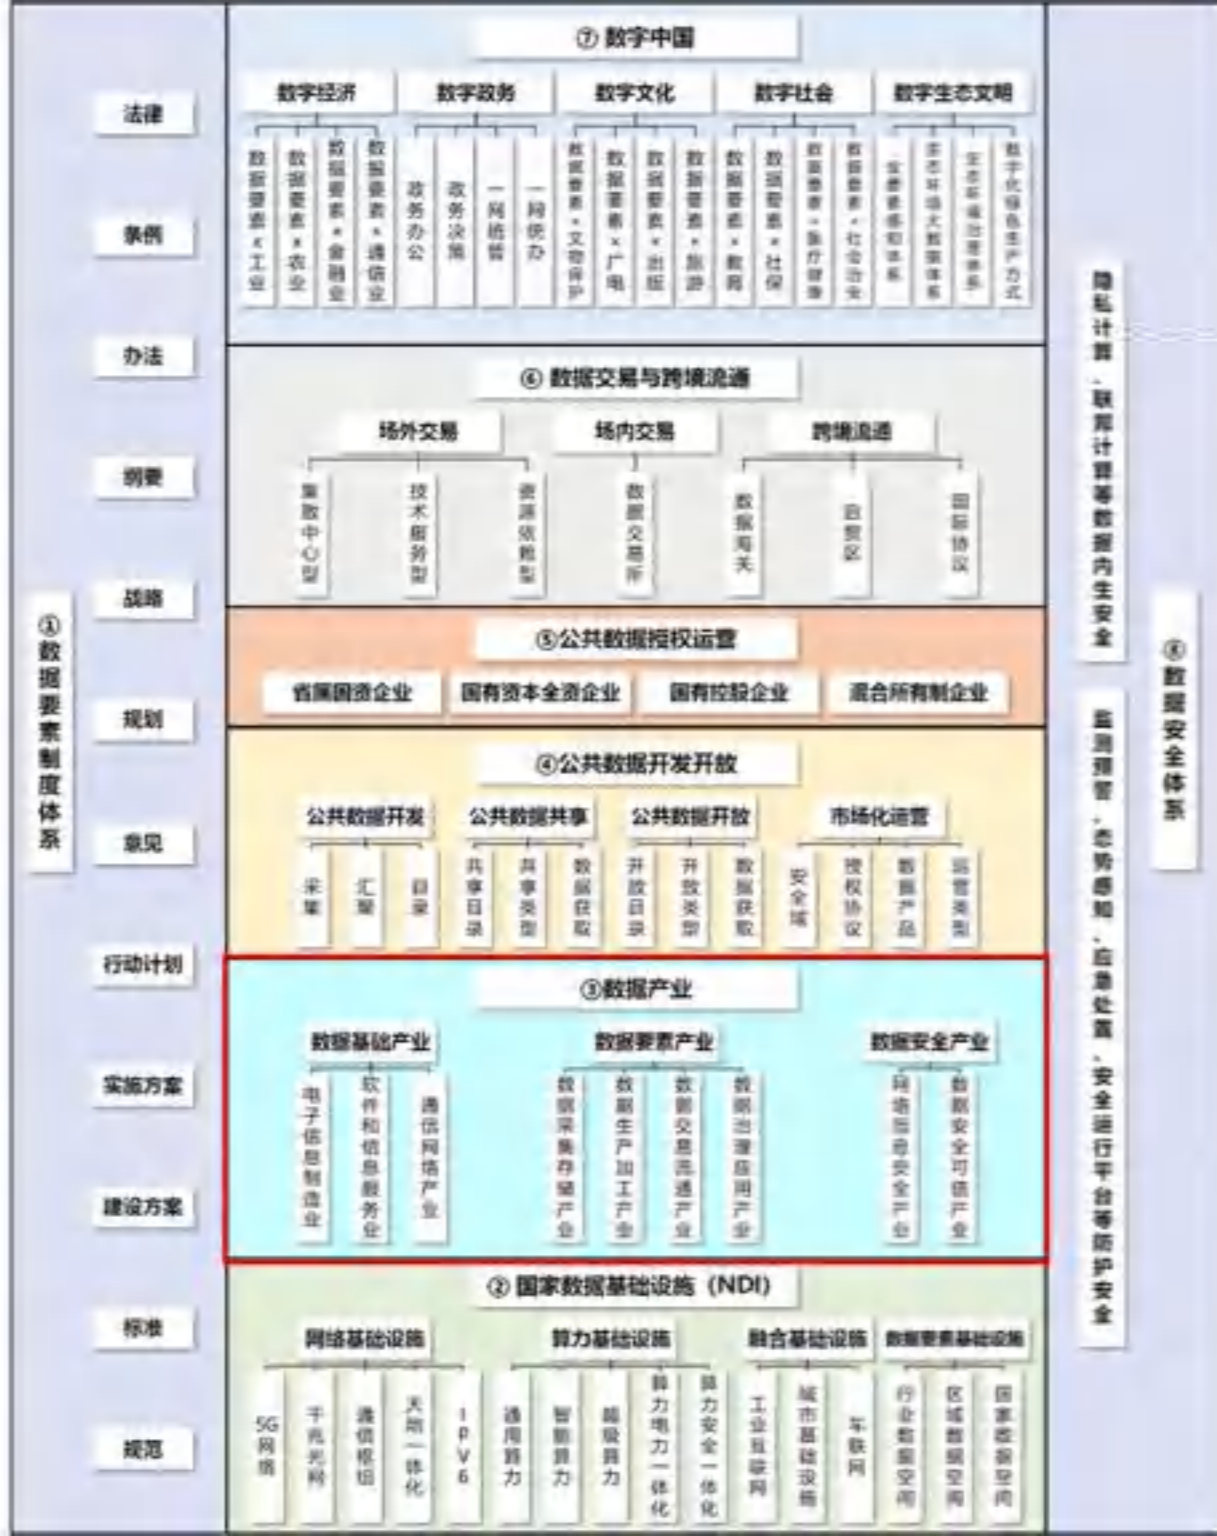 ⑦ 数字中国
数字经济
数字政务
数字文化
数字社会
数字生态文明
数据要素×工业
数据要素×农业
数据要素×金融业
数据要素×通信业
政务办公
政务决策
一网统管
一网统办
数据要素×文物保护
数据要素×广电
数据要素×出版
数据要素×旅游
数据要素×教育
数据要素×社保
数据要素×医疗健康
数据要素×社会治安
生态环境大数据体系
生态环境治理体系
数字化绿色生产方式
⑥ 数据交易与跨境流通
场外交易
场内交易
跨境流通
集散中心型
技术服务型
资源依赖型
数据交易所
数据海关
自贸区
国际协议
⑤公共数据授权运营
省属国资企业
国有资本全资企业
国有控股企业
混合所有制企业
④公共数据开发开放
公共数据开发
公共数据共享
公共数据开放
市场化运营
采集
汇聚
目录
共享目录
共享类型
数据获取
开放目录
开放类型
数据获取
安全域
授权协议
数据产品
运营类型
③数据产业
数据基础产业
数据要素产业
数据安全产业
电子信息制造业
软件和信息服务业
通信网络产业
数据采集存储产业
数据生产加工产业
数据交易流通产业
数据治理应用产业
网络信息安全产业
数据安全可信产业
② 国家数据基础设施（NDI）
网络基础设施
算力基础设施
融合基础设施
数据要素基础设施
5G网络
千兆光网
通信枢纽
天地一体化
IPV6
通用算力
智能算力
超级算力
算力电力一体化
算力安全一体化
工业互联网
城市基础设施
车联网
行业数据空间
区域数据空间
国家数据空间
①数据要素制度体系
法律
条例
办法
纲要
战略
规划
意见
行动计划
实施方案
建设方案
标准
规范
隐私计算、联邦计算等数据内生安全
监测预警、态势感知、应急处置、安全运行平台等防护安全
⑧数据安全体系